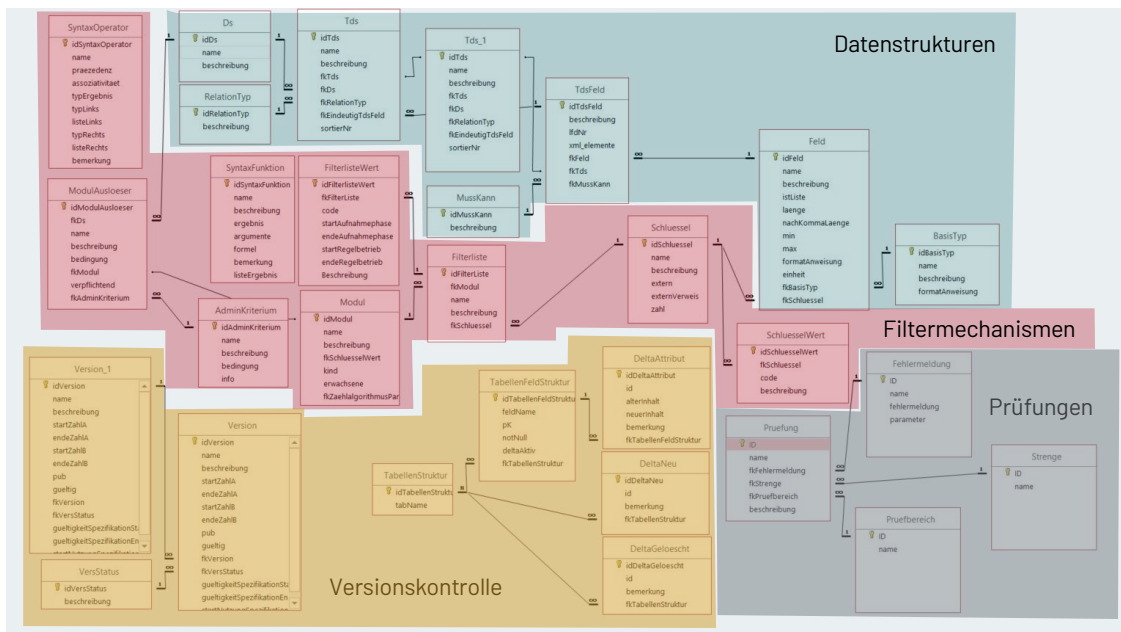 Datenstrukturen
SyntaxOperator
idSyntaxOperator
name
praezedenz
assoziativitaet
typErgebnis
typLinks
listeLinks
typRechts
listeRechts
bemerkung
Ds
idDs
name
beschreibung
RelationTyp
idRelationTyp
beschreibung
Tds
idTds
name
beschreibung
fkTds
fkDs
fkRelationTyp
fkEindeutigTdsFeld
sortierNr
Tds_1
idTds
name
beschreibung
fkTds
fkDs
fkRelationTyp
fkEindeutigTdsFeld
sortierNr
MussKann
idMussKann
beschreibung
TdsFeld
idTdsFeld
beschreibung
lfdNr
xml_elemente
fkFeld
fkTds
fkMussKann
Feld
idFeld
name
beschreibung
istListe
laenge
nachKommaLaenge
min
max
formatAnweisung
einheit
fkBasisTyp
fkSchluessel
BasisTyp
idBasisTyp
name
beschreibung
formatAnweisung
ModulAusloeser
idModulAusloeser
fkDs
name
beschreibung
bedingung
fkModul
verpflichtend
fkAdminKriterium
SyntaxFunktion
idSyntaxFunktion
name
beschreibung
ergebnis
argumente
formel
bemerkung
listeErgebnis
FilterlisteWert
idFilterlisteWert
fkFilterListe
code
startAufnahmephase
endeAufnahmephase
startRegelbetrieb
endeRegelbetrieb
Beschreibung
AdminKriterium
idAdminKriterium
name
beschreibung
bedingung
info
Modul
idModul
name
beschreibung
fkSchluesselWert
kind
erwachsene
fkZaehlalgorithmusPar
Filterliste
idFilterListe
fkModul
name
beschreibung
fkSchluessel
Schluessel
idSchluessel
name
beschreibung
extern
externVerweis
zahl
SchluesselWert
idSchluesselWert
fkSchluessel
code
beschreibung
Filtermechanismen
Version_1
idVersion
name
beschreibung
startZahlA
endeZahlA
startZahlB
endeZahlB
pub
gueltig
fkVersion
fkVersStatus
gueltigkeitSpezifikationSta
gueltigkeitSpezifikationEn
VersStatus
idVersStatus
beschreibung
Version
idVersion
name
beschreibung
startZahlA
endeZahlA
startZahlB
endeZahlB
pub
gueltig
fkVersion
fkVersStatus
gueltigkeitSpezifikationSta
gueltigkeitSpezifikationEn
TabellenStruktur
idTabellenStruktu
tabName
TabellenFeldStruktur
idTabellenFeldStruktu
feldName
pK
notNull
deltaAktiv
fkTabellenStruktur
DeltaAttribut
idDeltaAttribut
id
alterInhalt
neuerInhalt
bemerkung
fkTabellenFeldStruktur
DeltaNeu
idDeltaNeu
id
bemerkung
fkTabellenStruktur
DeltaGeloescht
idDeltaGeloescht
id
bemerkung
fkTabellenStruktur
Versionskontrolle
Fehlermeldung
ID
name
fehlermeldung
parameter
Prüfungen
Pruefung
ID
name
fkFehlermeldung
fkStrenge
fkPruefbereich
beschreibung
Strenge
ID
name
Pruefbereich
ID
name